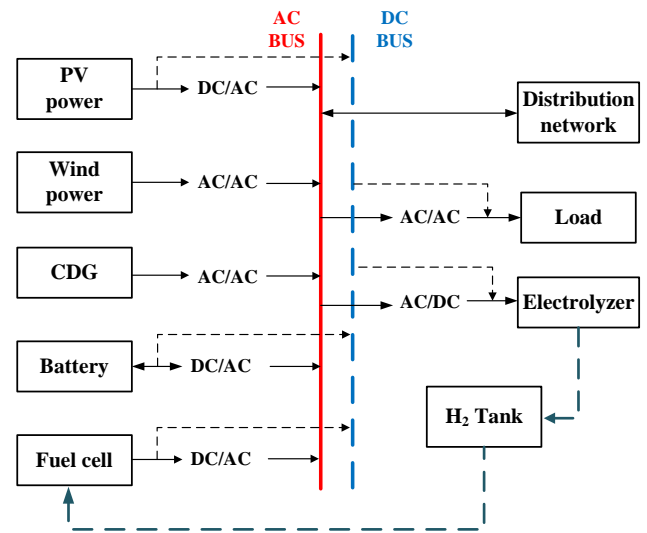 AC
BUS
DC
BUS
PV
power
DC/AC
Distribution
network
Wind
power
AC/AC
AC/AC
Load
CDG
AC/AC
AC/DC
Electrolyzer
Battery
DC/AC
H₂ Tank
Fuel cell
DC/AC